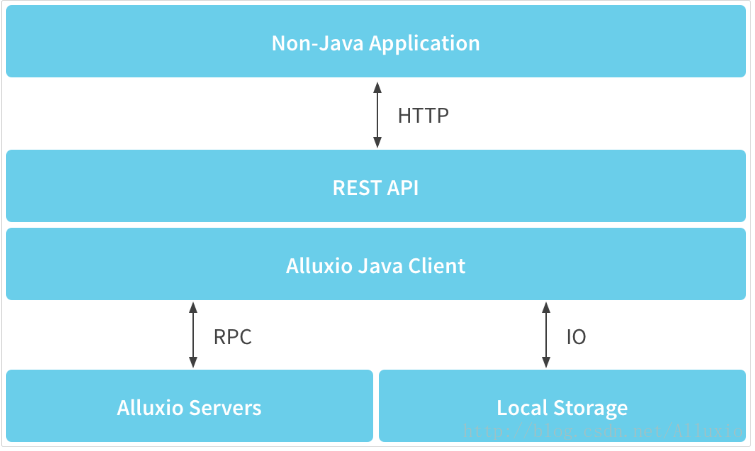 Non-Java Application
HTTP
REST API
Alluxio Java Client
RPC
IO
Alluxio Servers
Local Storage